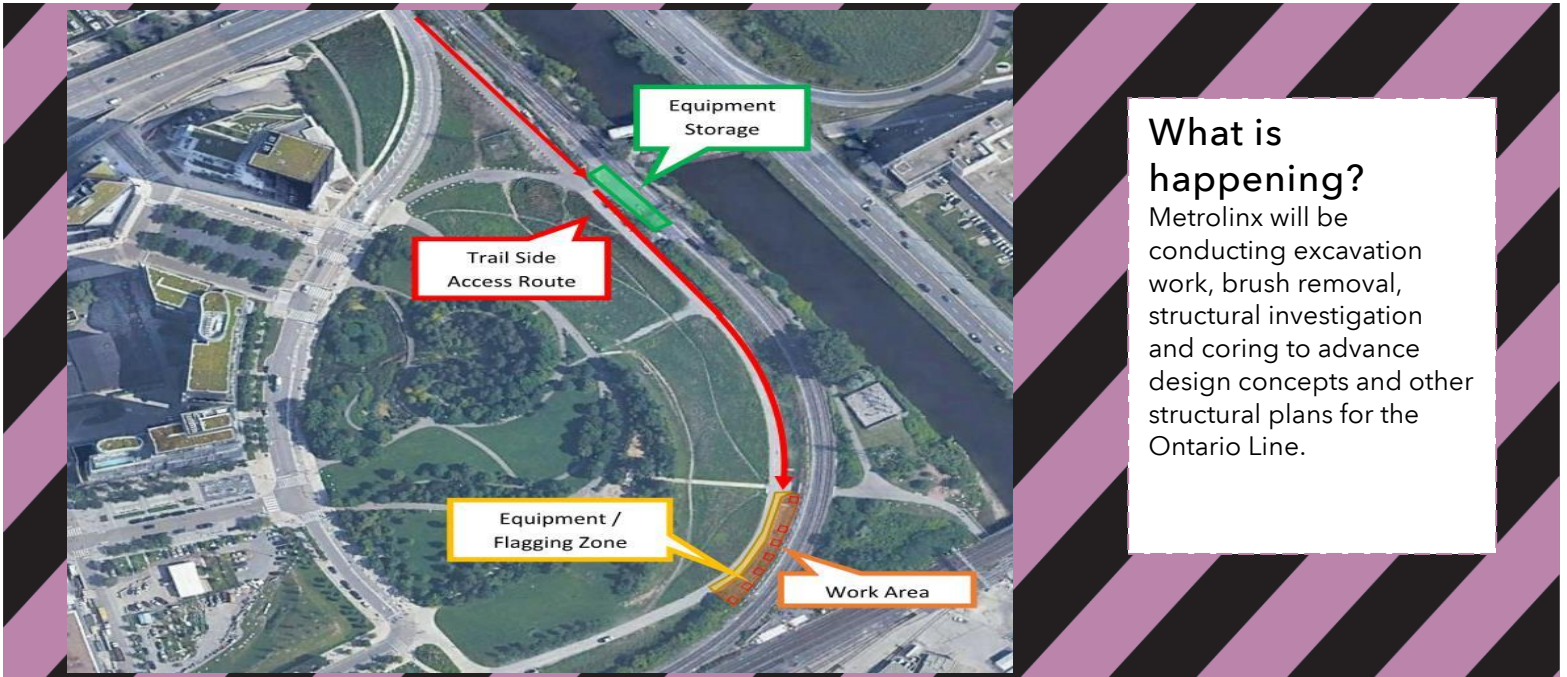 Equipment
Storage
Trail Side
Access Route
Equipment /
Flagging Zone
Work Area
What is
happening?
Metrolinx will be
conducting excavation
work, brush removal,
structural investigation
and coring to advance
design concepts and other
structural plans for the
Ontario Line.